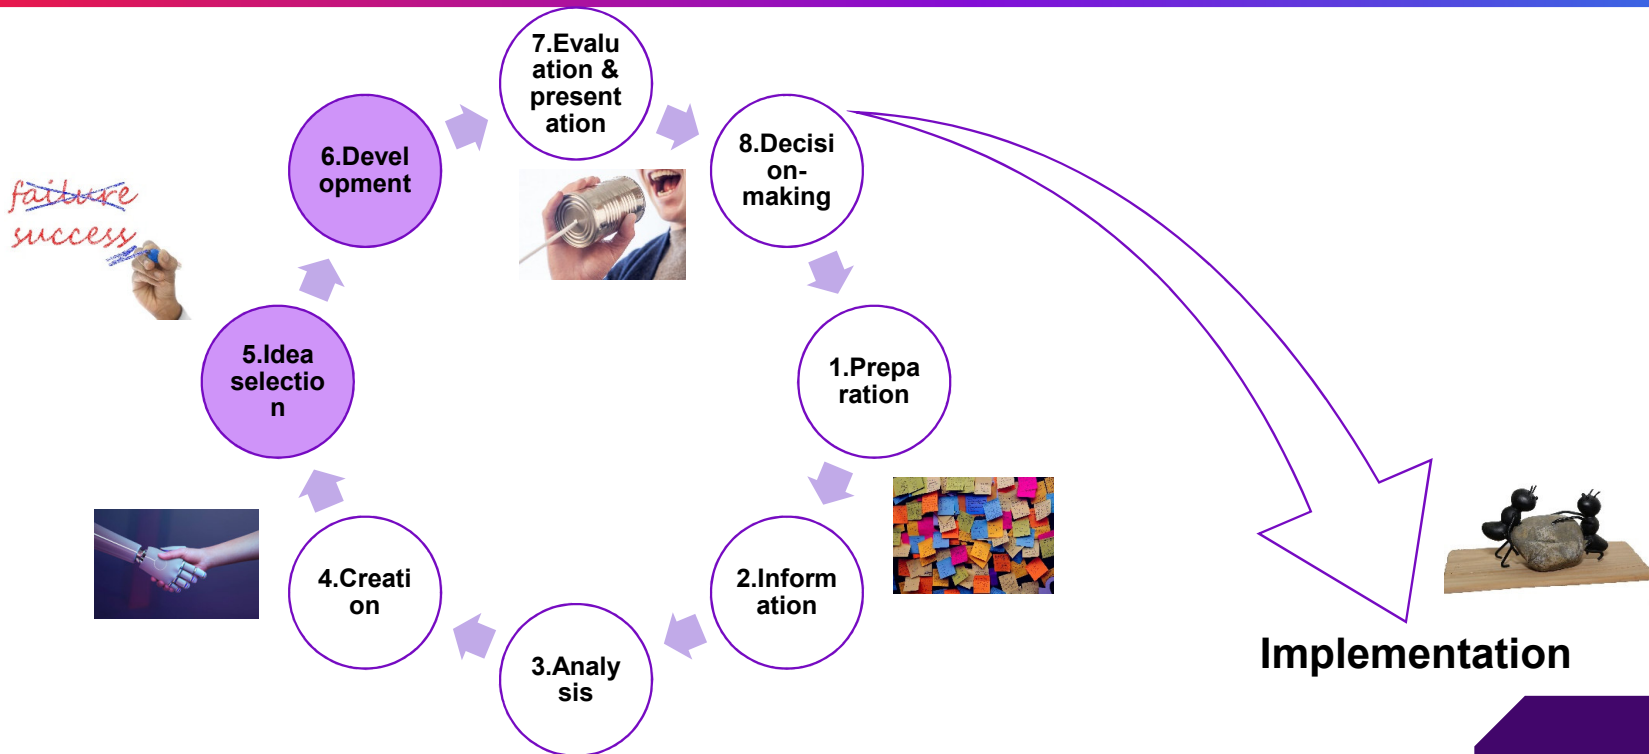 7.Evalu
ation &
present
ation
6.Devel
opment
8.Decisi
on-
making
failure
success
5.Idea
selectio
n
1.Prepa
ration
4.Creati
on
2.Inform
ation
3.Analy
sis
Implementation